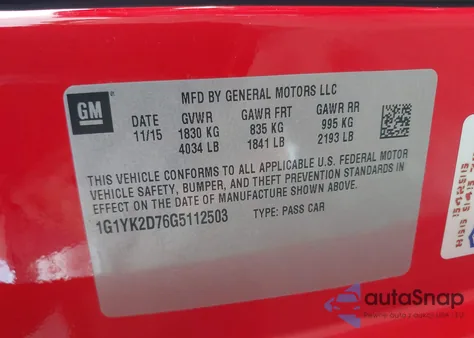 GM
MFD BY GENERAL MOTORS LLC
DATE GVWR GAWR FRT GAWR RR
11/15 1830 KG 835 KG 995 KG
4034 LB 1841 LB 2193 LB
THIS VEHICLE CONFORMS TO ALL APPLICABLE U.S. FEDERAL MOTOR
VEHICLE SAFETY, BUMPER, AND THEFT PREVENTION STANDARDS IN
EFFECT ON THE DATE OF MANUFACTURE SHOWN ABOVE.
1G1YK2D76G5112503 TYPE: PASS CAR
autoSnap